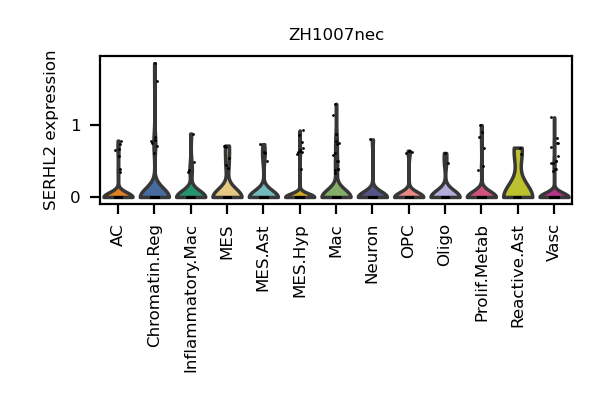 ZH1007nec
SERHL2 expression
1
0
AC
Chromatin.Reg
Inflammatory.Mac
MES
MES.Ast
MES.Hyp
Mac
Neuron
OPC
Oligo
Prolif.Metab
Reactive.Ast
Vasc